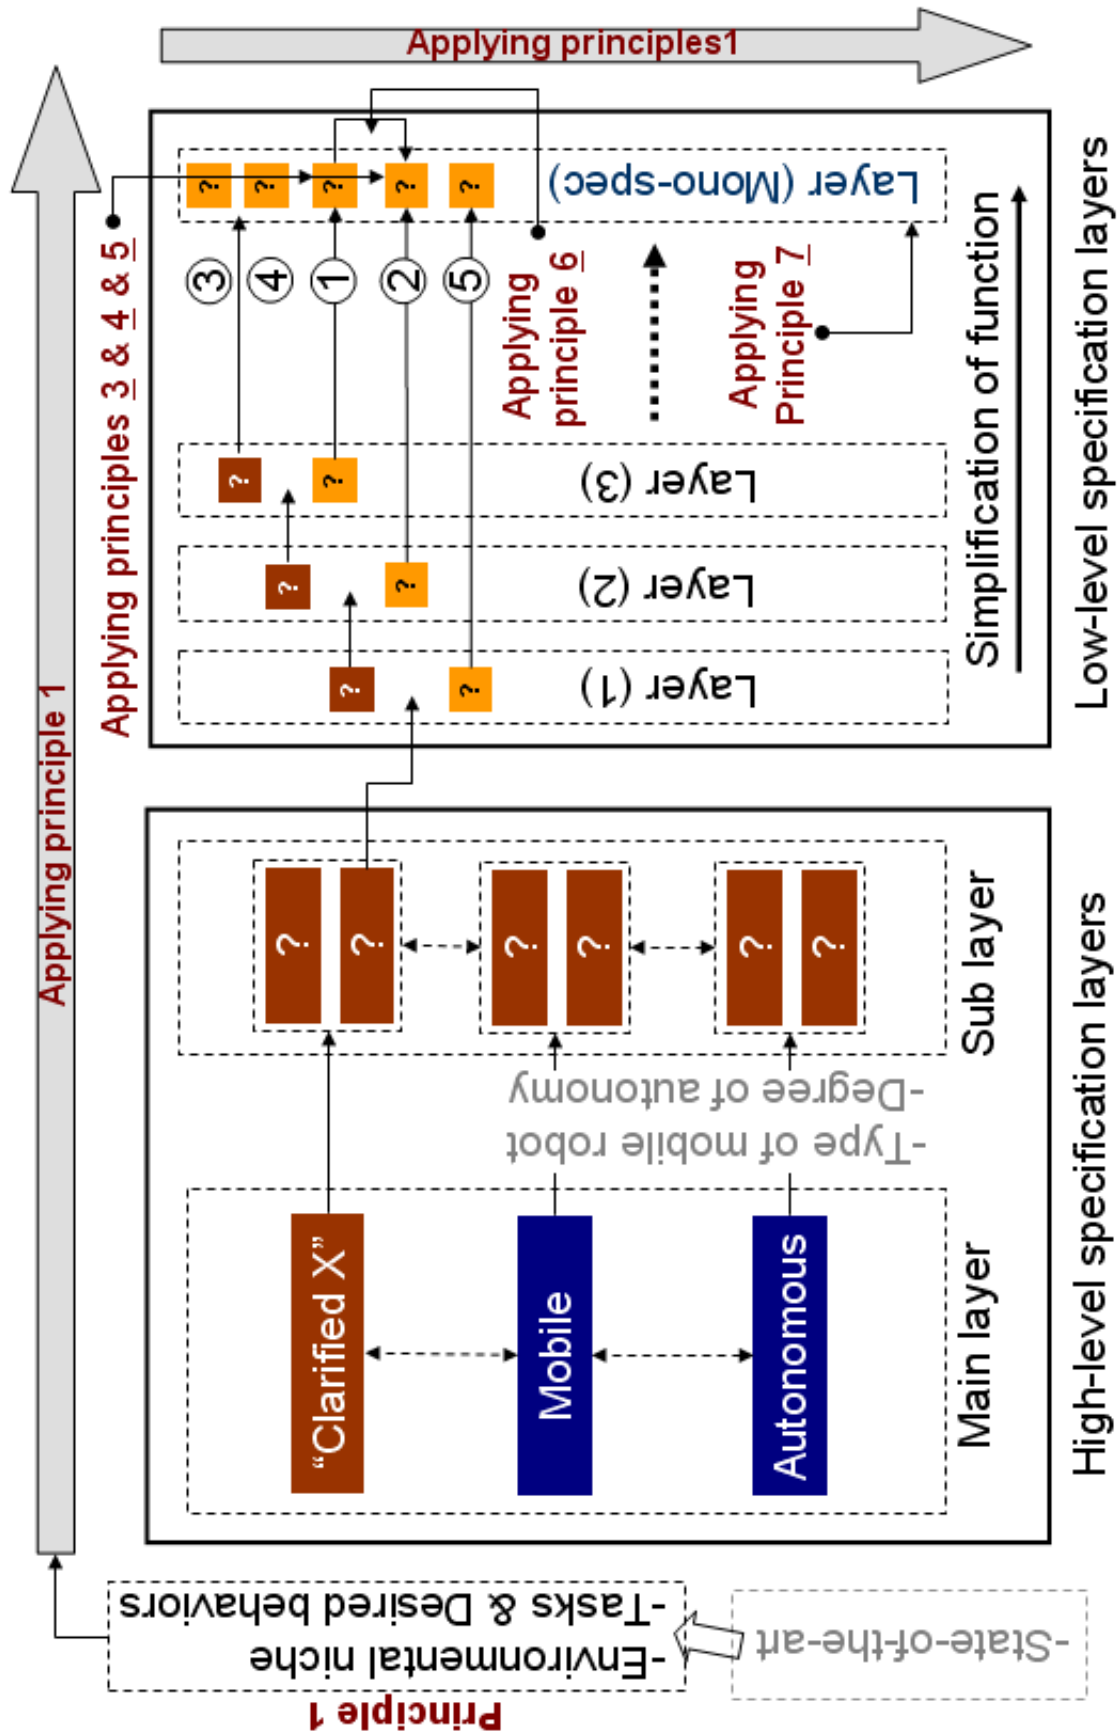 Applying principle 1
Principle 1
-Environmental niche
-Tasks & Desired behaviors
-State-of-the-art
"Clarified X"
Mobile
Autonomous
Main layer
-Type of mobile robot
-Degree of autonomy
?
?
?
?
?
?
Sub layer
High-level specification layers
Applying principles 3 & 4 & 5
?
?
Layer (1)
?
?
Layer (2)
?
?
Layer (3)
3
4
1
2
5
Applying
principle 6
Applying
Principle 7
?
?
?
?
?
Layer (Mono-spec)
Simplification of function
Low-level specification layers
Applying principles1